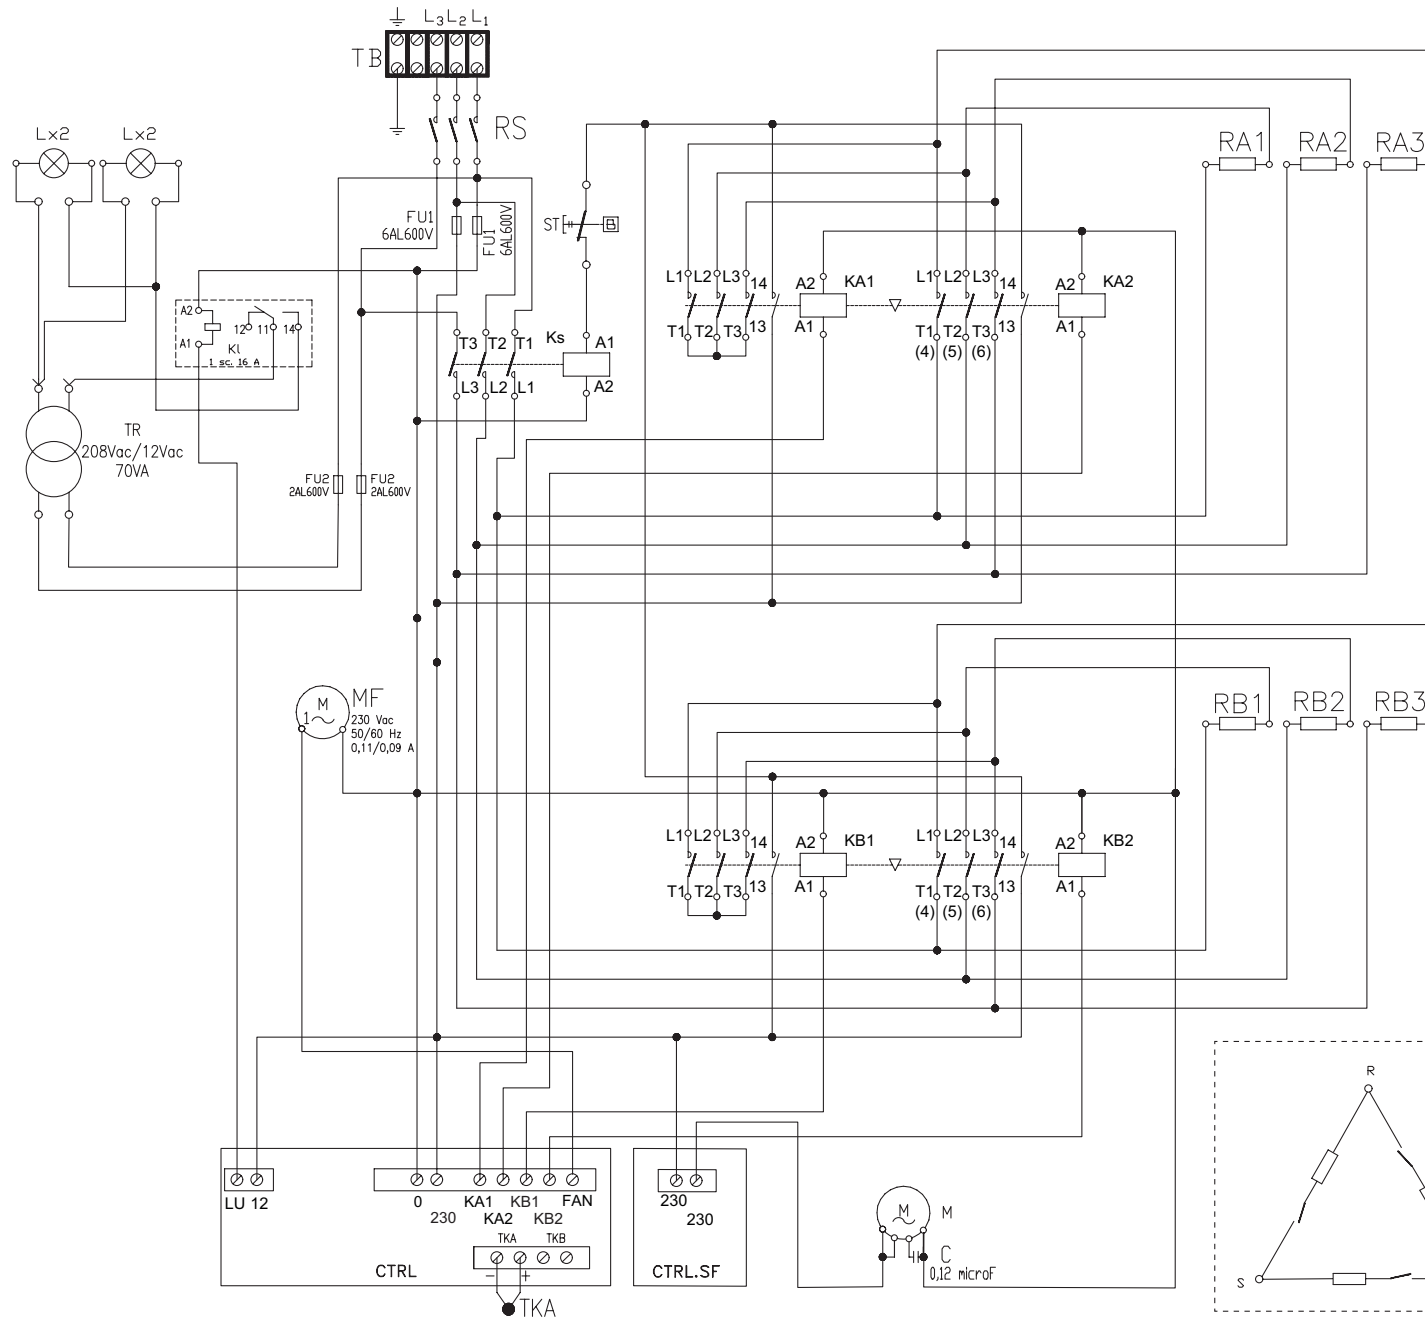 L3 L2 L1
TB
RS
Lx2 Lx2
RA1 RA2 RA3
FU1
6AL600V
FU1
6AL600V
ST
L1 L2 L3 14 A2 KA1
T1 T2 T3 13 A1
L1 L2 L3 14 A2 KA2
T1 T2 T3 13 A1
(4) (5) (6)
A2
12 11 14
A1 KL
1 sc. 16 A
T3 T2 T1 Ks A1
L3 L2 L1 A2
TR
208Vac/12Vac
70VA
FU2
2AL600V
FU2
2AL600V
M
1
MF
230 Vac
50/60 Hz
0,11/0,09 A
RB1 RB2 RB3
L1 L2 L3 14 A2 KB1
T1 T2 T3 13 A1
L1 L2 L3 14 A2 KB2
T1 T2 T3 13 A1
(4) (5) (6)
R
S
LU 12
0 KA1 KB1 FAN
230 KA2 KB2
TKA TKB
- +
CTRL
TKA
230
230
CTRL.SF
M M
C
0,12 microF